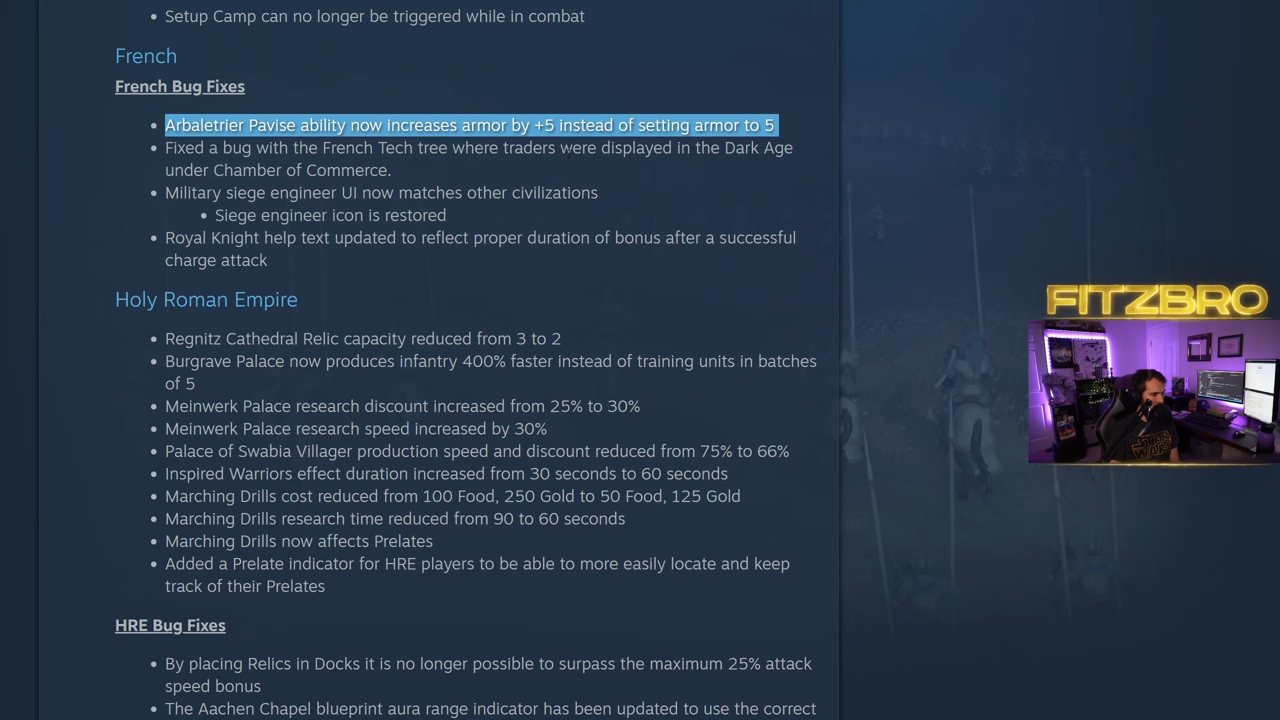 Setup Camp can no longer be triggered while in combat
French
French Bug Fixes
Arbaletrier Pavise ability now increases armor by +5 instead of setting armor to 5
Fixed a bug with the French Tech tree where traders were displayed in the Dark Age
under Chamber of Commerce.
Military siege engineer UI now matches other civilizations
Siege engineer icon is restored
Royal Knight help text updated to reflect proper duration of bonus after a successful
charge attack
Holy Roman Empire
Regnitz Cathedral Relic capacity reduced from 3 to 2
Burgrave Palace now produces infantry 400% faster instead of training units in batches
of 5
Meinwerk Palace research discount increased from 25% to 30%
Meinwerk Palace research speed increased by 30%
Palace of Swabia Villager production speed and discount reduced from 75% to 66%
Inspired Warriors effect duration increased from 30 seconds to 60 seconds
Marching Drills cost reduced from 100 Food, 250 Gold to 50 Food, 125 Gold
Marching Drills research time reduced from 90 to 60 seconds
Marching Drills now affects Prelates
Added a Prelate indicator for HRE players to be able to more easily locate and keep
track of their Prelates
HRE Bug Fixes
By placing Relics in Docks it is no longer possible to surpass the maximum 25% attack
speed bonus
The Aachen Chapel blueprint aura range indicator has been updated to use the correct
FITZBRO
STAR
WARS